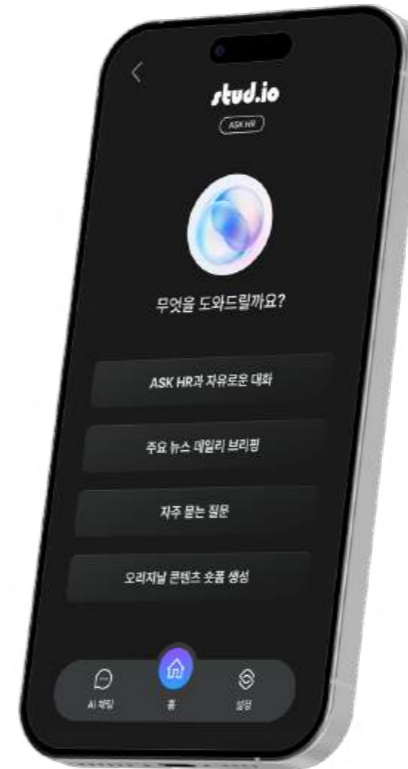 stud.io
ASK HR
무엇을 도와드릴까요?
ASK HR과 자유로운 대화
주요 뉴스 데일리 브리핑
자주 묻는 질문
오리지널 콘텐츠 숏폼 생성
AI 채팅
홈
설정